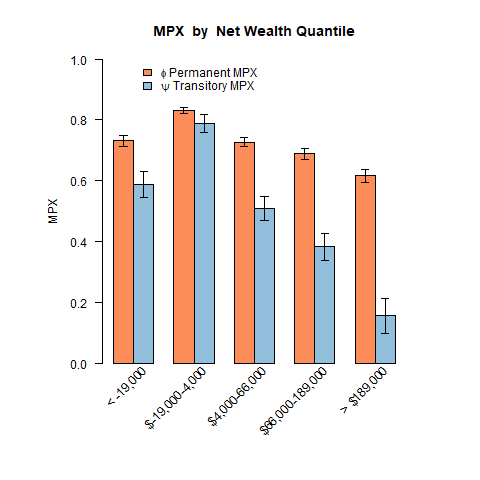 MPX by Net Wealth Quantile
ϕ Permanent MPX
ψ Transitory MPX
MPX
1.0
0.8
0.6
0.4
0.2
0.0
< -19,000
$-19,000-4,000
$4,000-66,000
$66,000-189,000
> $189,000